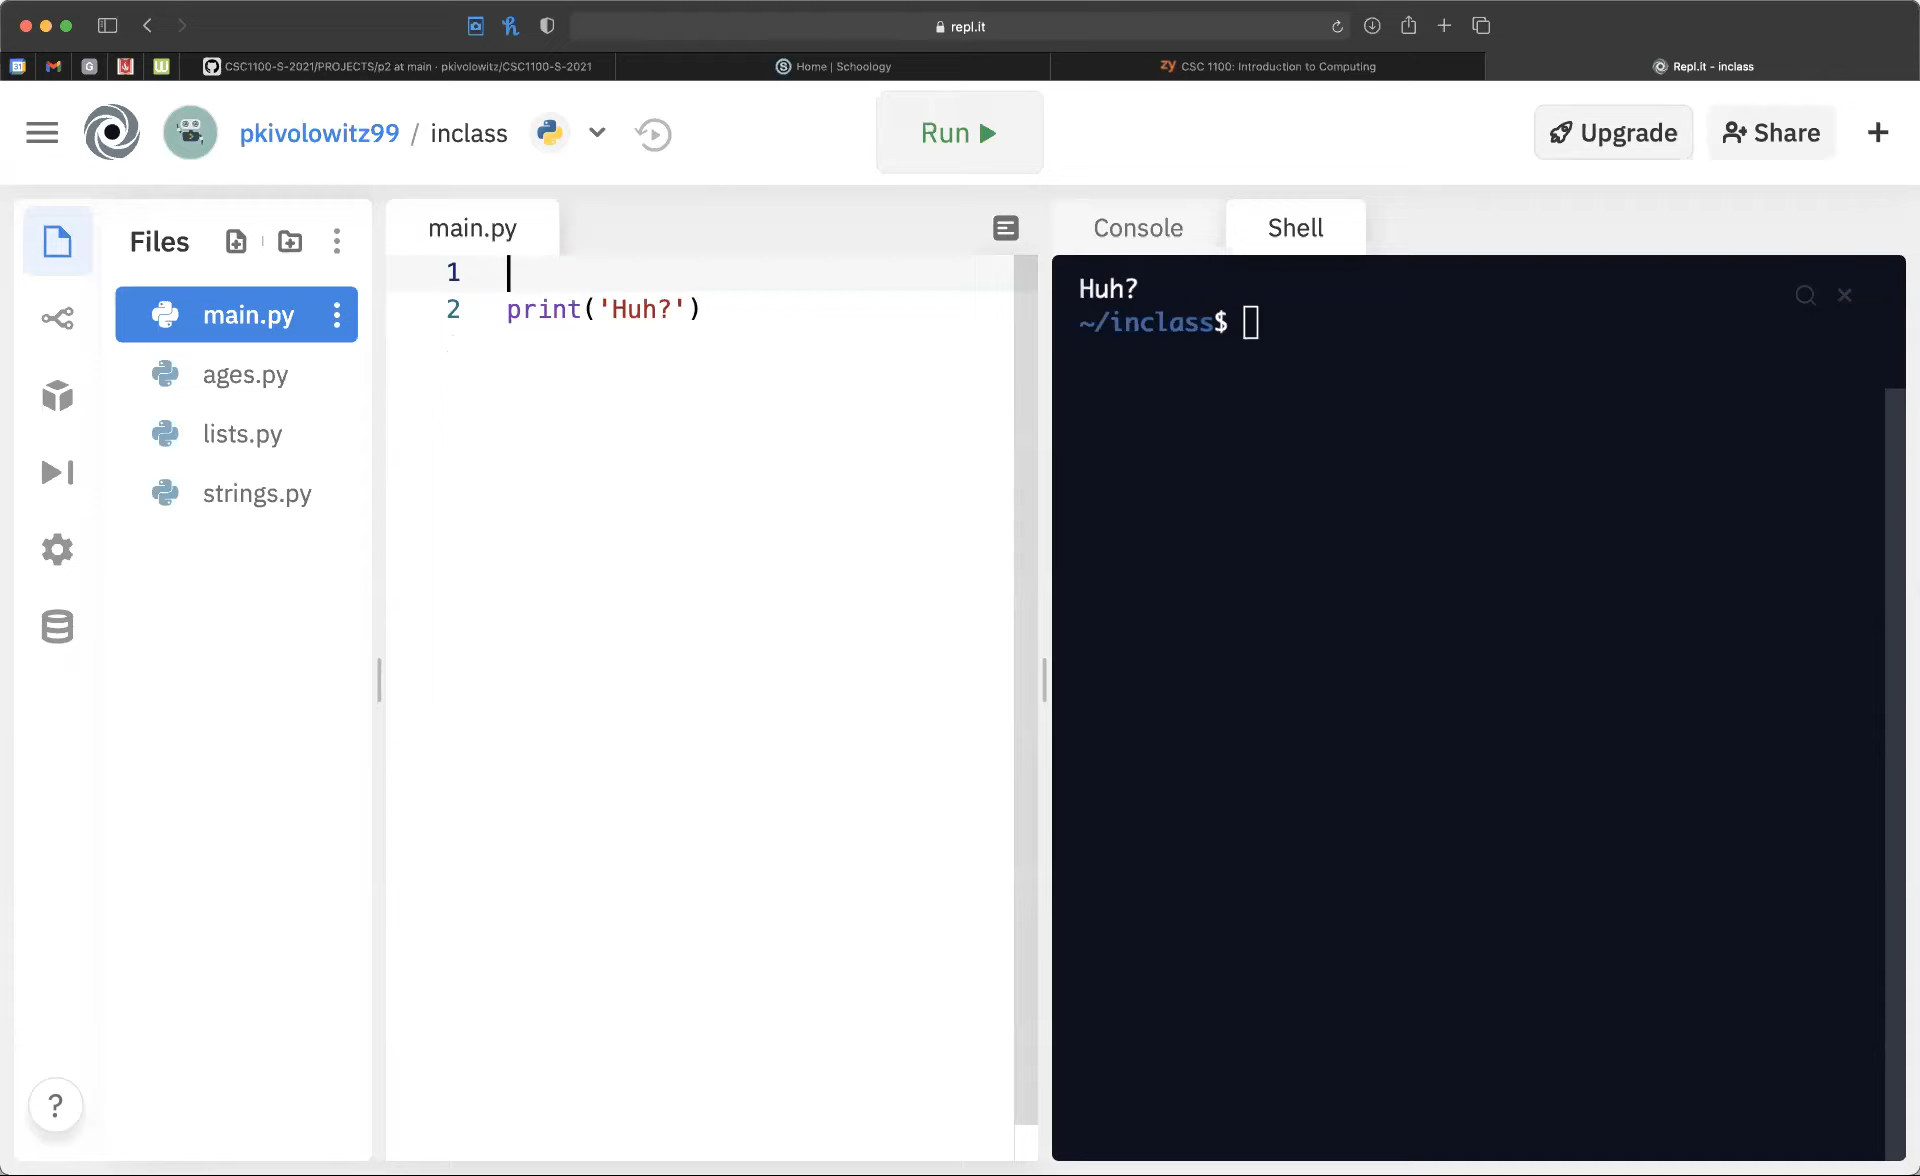 repl.it
31 G W CSC1100-S-2021/PROJECTS/p2 at main · pkivolowitz/CSC1100-S-2021 S Home | Schoology zy CSC 1100: Introduction to Computing Repl.it - inclass
pkivolowitz99 / inclass Run Upgrade Share +
Files main.py Console Shell
main.py
ages.py
lists.py
strings.py
1
2 print('Huh?')
Huh?
~/inclass$
?